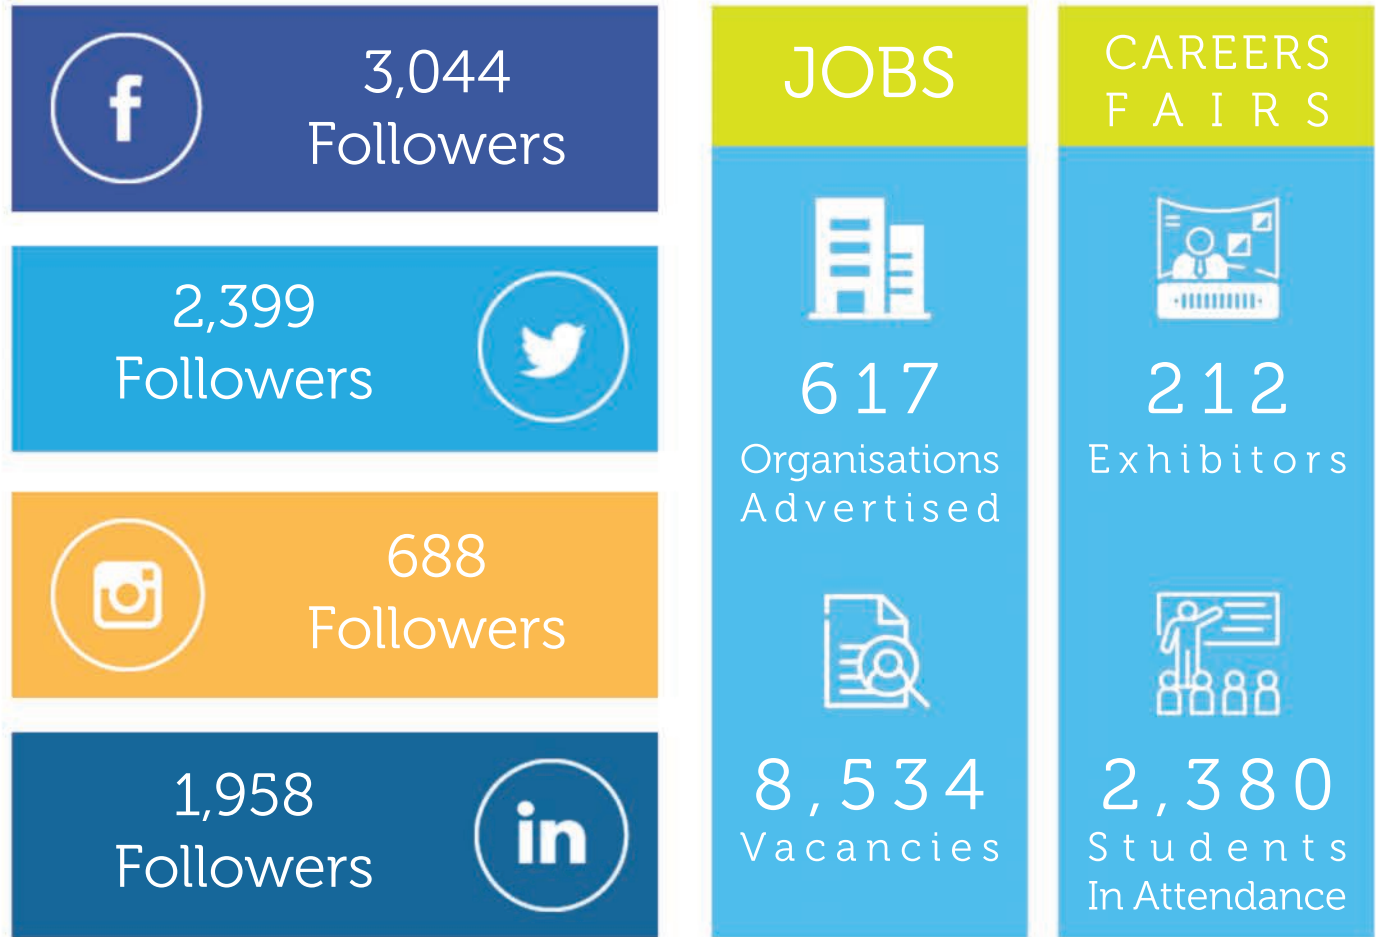 3,044
Followers
2,399
Followers
688
Followers
in
1,958
Followers
JOBS
617
Organisations
Advertised
8,534
Vacancies
CAREERS
FAIRS
212
Exhibitors
2,380
Students
In Attendance